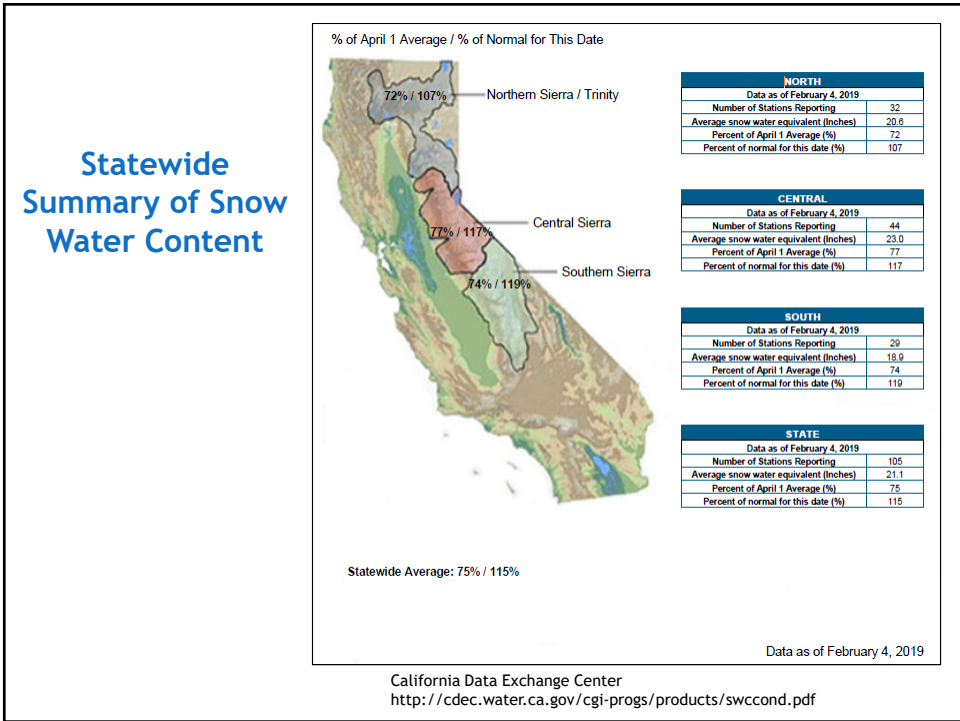 Statewide
Summary of Snow
Water Content
% of April 1 Average / % of Normal for This Date
72% / 107%
Northern Sierra / Trinity
77% / 117%
Central Sierra
74% / 119%
Southern Sierra
NORTH
Data as of February 4, 2019
Number of Stations Reporting 32
Average snow water equivalent (Inches) 20.6
Percent of April 1 Average (%) 72
Percent of normal for this date (%) 107
CENTRAL
Data as of February 4, 2019
Number of Stations Reporting 44
Average snow water equivalent (Inches) 23.0
Percent of April 1 Average (%) 77
Percent of normal for this date (%) 117
SOUTH
Data as of February 4, 2019
Number of Stations Reporting 29
Average snow water equivalent (Inches) 18.9
Percent of April 1 Average (%) 74
Percent of normal for this date (%) 119
STATE
Data as of February 4, 2019
Number of Stations Reporting 105
Average snow water equivalent (Inches) 21.1
Percent of April 1 Average (%) 75
Percent of normal for this date (%) 115
Statewide Average: 75% / 115%
Data as of February 4, 2019
California Data Exchange Center
http://cdec.water.ca.gov/cgi-progs/products/swccond.pdf